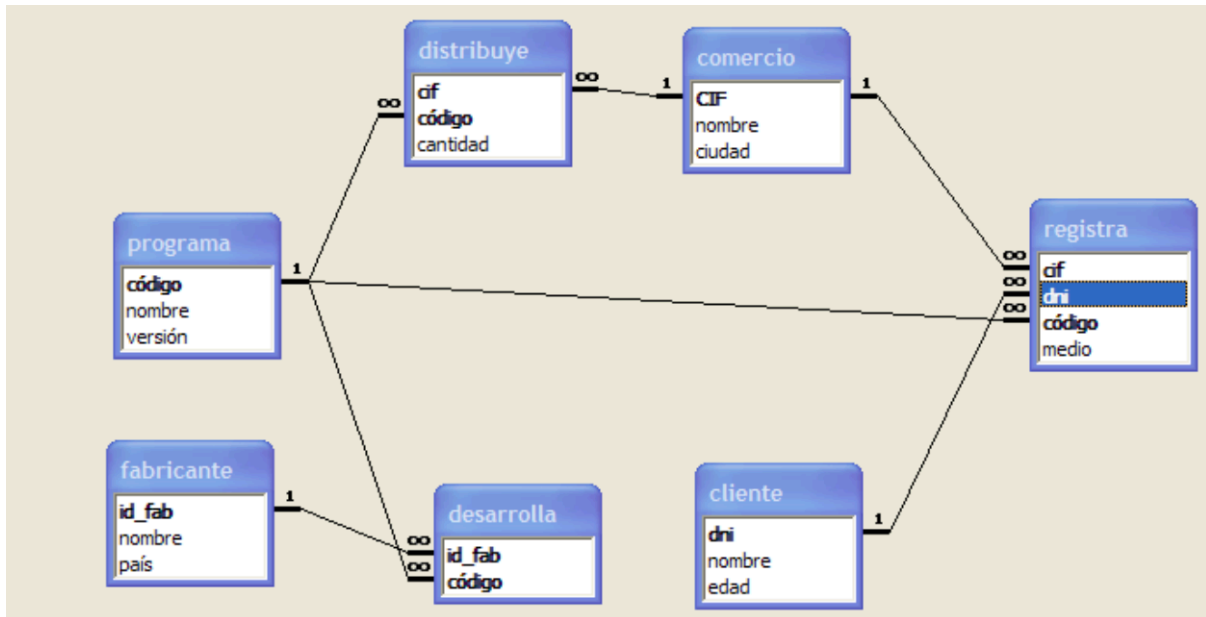 distribuye
cif
código
cantidad
comercio
CIF
nombre
ciudad
programa
código
nombre
versión
registra
cif
dni
código
medio
fabricante
id_fab
nombre
país
desarrolla
id_fab
código
cliente
dni
nombre
edad
∞
1
∞
1
1
∞
∞
∞
1
∞
∞
1